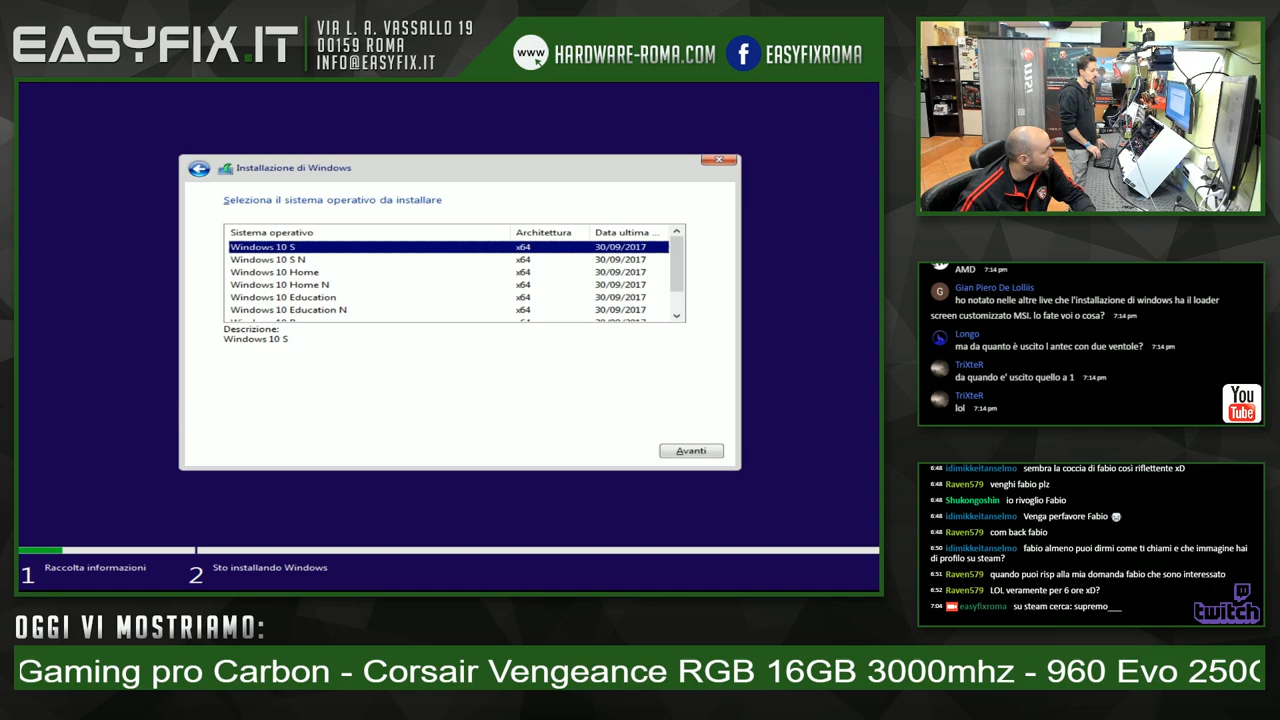 EASYFIX.IT
VIA L. A. VASSALLO 19
00159 ROMA
INFO@EASYFIX.IT
WWW
HARDWARE-ROMA.COM
f
EASYFIXROMA
Installazione di Windows
Seleziona il sistema operativo da installare
Sistema operativo Architettura Data ultima ...
Windows 10 S x64 30/09/2017
Windows 10 S N x64 30/09/2017
Windows 10 Home x64 30/09/2017
Windows 10 Home N x64 30/09/2017
Windows 10 Education x64 30/09/2017
Windows 10 Education N x64 30/09/2017
Descrizione:
Windows 10 S
Avanti
1 Raccolta informazioni
2 Sto installando Windows
msi
AMD 7:14 pm
G Gian Piero De Lolliis
ho notato nelle altre live che l'installazione di windows ha il loader
screen customizzato MSI. lo fate voi o cosa? 7:14 pm
Longo
ma da quanto è uscito l antec con due ventole? 7:14 pm
TriXteR
da quando e' uscito quello a 1 7:14 pm
TriXteR
lol 7:14 pm
You
Tube
6:48 idimikkeitanselmo sembra la coccia di fabio così riflettente xD
6:48 Raven579 venghi fabio plz
6:48 Shukongoshin io rivoglio Fabio
6:48 idimikkeitanselmo Venga perfavore Fabio
6:48 Raven579 com back fabio
6:50 idimikkeitanselmo fabio almeno puoi dirmi come ti chiami e che immagine hai
di profilo su steam?
6:51 Raven579 quando puoi risp alla mia domanda fabio che sono interessato
6:52 Raven579 LOL veramente per 6 ore xD?
7:04 easyfixroma su steam cerca: supremo___
twitch
OGGI VI MOSTRIAMO:
Gaming pro Carbon - Corsair Vengeance RGB 16GB 3000mhz - 960 Evo 250